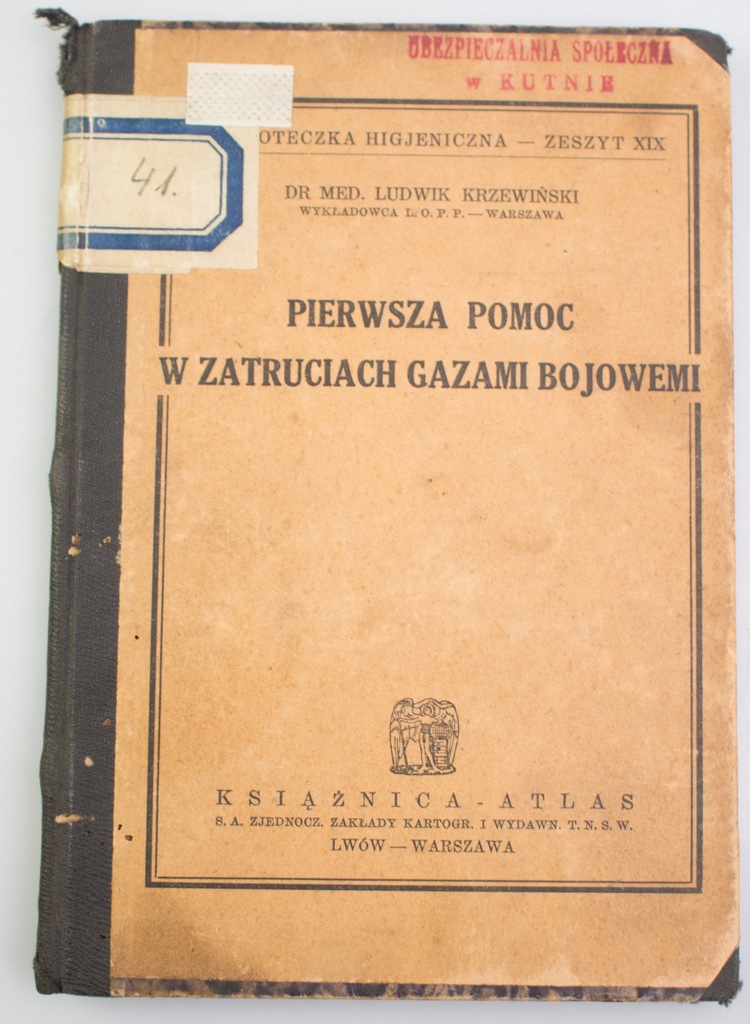 UBEZPIECZALNIA SPOŁECZNA
w KUTNIE
OTECZKA HIGJENICZNA — ZESZYT XIX
41.
DR MED. LUDWIK KRZEWIŃSKI
WYKŁADOWCA L. O. P. P. — WARSZAWA
PIERWSZA POMOC
W ZATRUCIACH GAZAMI BOJOWEMI
KSIĄŻNICA-ATLAS
S. A. ZJEDNOCZ. ZAKŁADY KARTOGR. I WYDAWN. T. N. S. W.
LWÓW — WARSZAWA